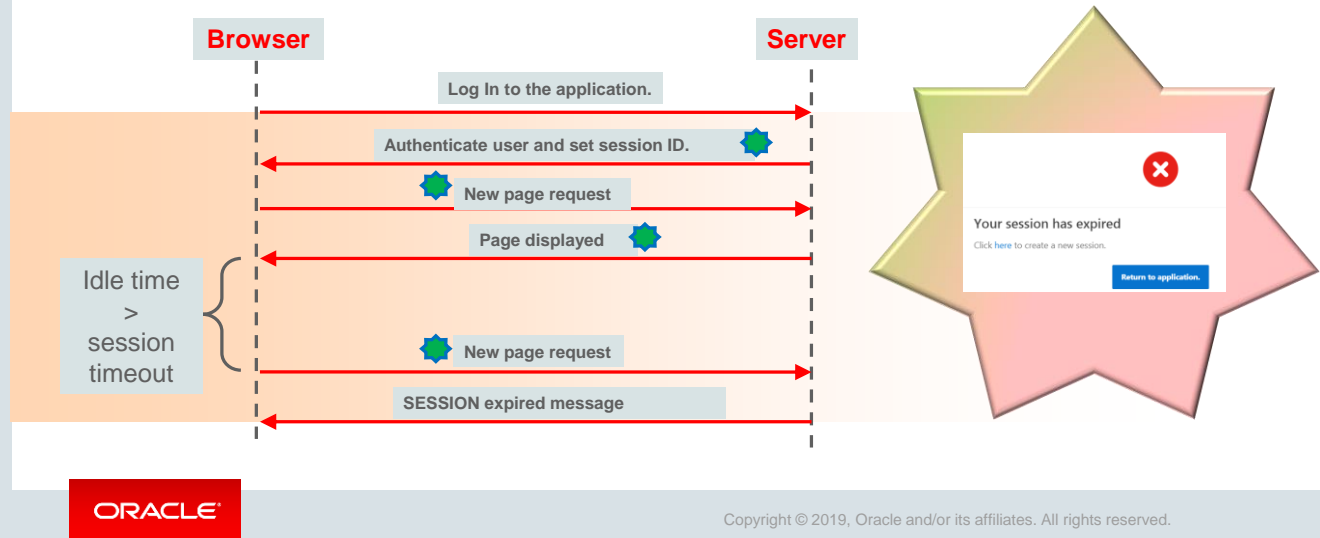 Browser
Server
Log In to the application.
Authenticate user and set session ID.
New page request
Page displayed
Idle time
>
session
timeout
New page request
SESSION expired message
Your session has expired
Click here to create a new session.
Return to application.
ORACLE®
Copyright © 2019, Oracle and/or its affiliates. All rights reserved.